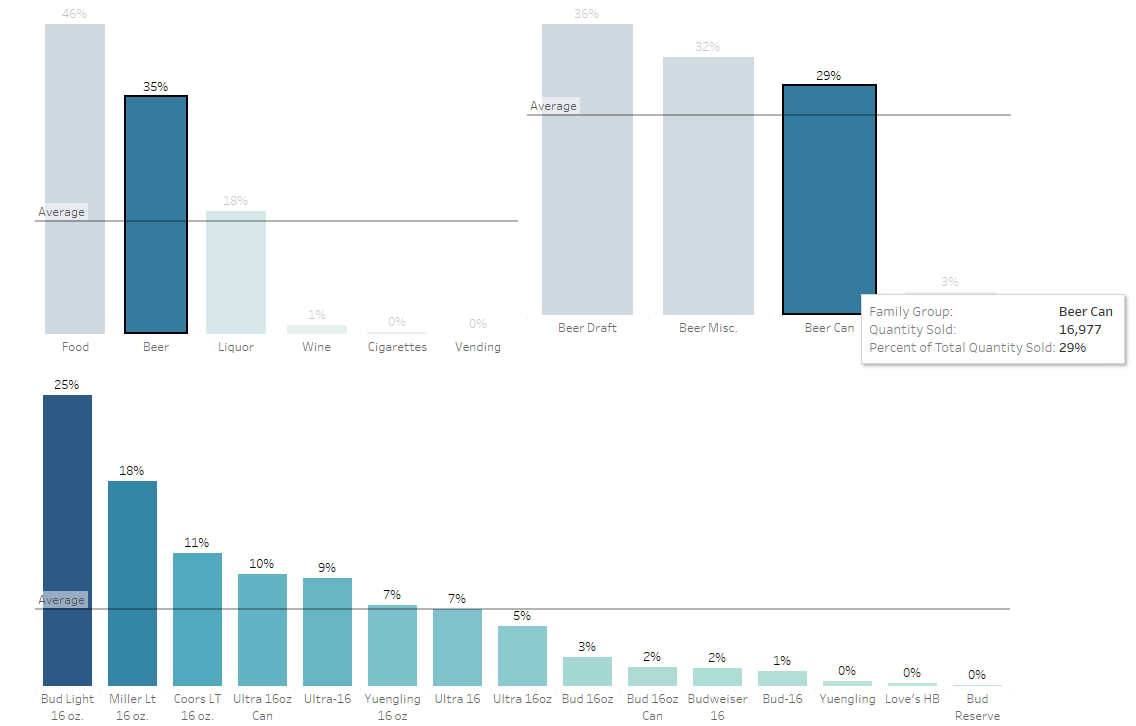 46%
35%
Average
18%
1%
0%
0%
Food
Beer
Liquor
Wine
Cigarettes
Vending
36%
32%
29%
Average
3%
Beer Draft
Beer Misc.
Beer Can
Family Group: Beer Can
Quantity Sold: 16,977
Percent of Total Quantity Sold: 29%
25%
18%
11%
10%
9%
7%
7%
5%
3%
2%
2%
1%
0%
0%
0%
Average
Bud Light
16 oz.
Miller Lt
16 oz.
Coors LT
16 oz.
Ultra 16oz
Can
Ultra-16
Yuengling
16 oz
Ultra 16
Ultra 16oz
Bud 16oz
Bud 16oz
Can
Budweiser
16
Bud-16
Yuengling
Love's HB
Bud
Reserve